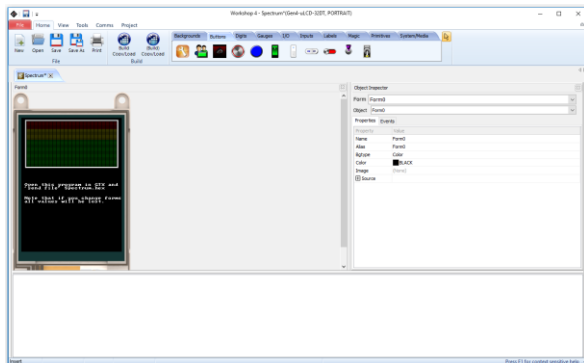 Workshop 4 - Spectrum*(Gen4-uLCD-32DT, PORTRAIT)
File Home View Tools Comms Project
New Open Save Save As Print
Build Copy/Load
(Build) Copy/Load
File Build
Backgrounds Buttons Digits Gauges I/O Inputs Labels Magic Primitives System/Media
Spectrum*
Form0
Open this program in GTX and
"send file" Spectrum.hex
Note that if you change forms
all values will be lost.
Object Inspector
Form Form0
Object Form0
Properties Events
Property Value
Name Form0
Alias Form0
Bgtype Color
Color BLACK
Image (None)
Source
Insert
Press F1 for context sensitive help